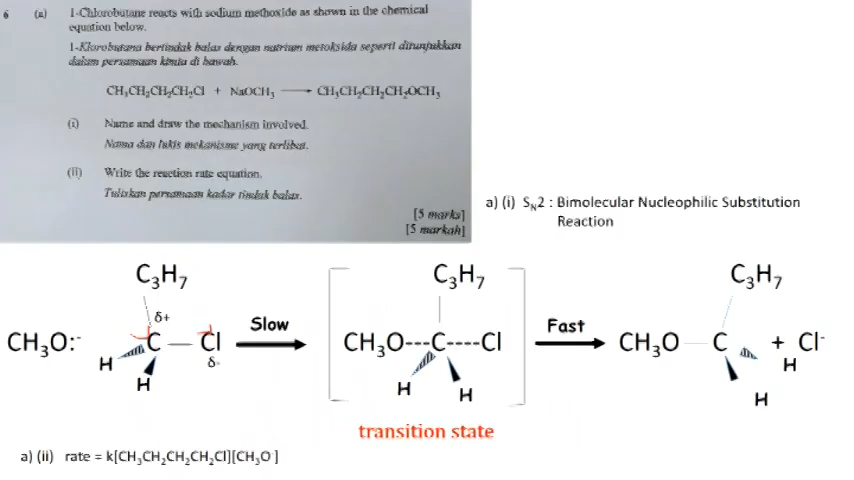 6 (a) 1-Chlorobutane reacts with sodium methoxide as shown in the chemical
equation below.
1-Klorobutana bertindak balas dengan natrium metoksida seperti ditunjukkan
dalam persamaan kimia di bawah.
CH₃CH₂CH₂CH₂Cl + NaOCH₃ ⟶ CH₃CH₂CH₂CH₂OCH₃
(i) Name and draw the mechanism involved.
Nama dan lukis mekanisme yang terlibat.
(ii) Write the reaction rate equation.
Tuliskan persamaan kadar tindak balas.
[5 marks]
[5 markah]
a) (i) Sₙ2 : Bimolecular Nucleophilic Substitution
Reaction
C₃H₇ C₃H₇ C₃H₇
δ+
CH₃O:⁻ C — Cl Slow CH₃O---C----Cl Fast CH₃O C + Cl⁻
δ-
H H H H H
H
transition state
a) (ii) rate = k[CH₃CH₂CH₂CH₂Cl][CH₃O ]